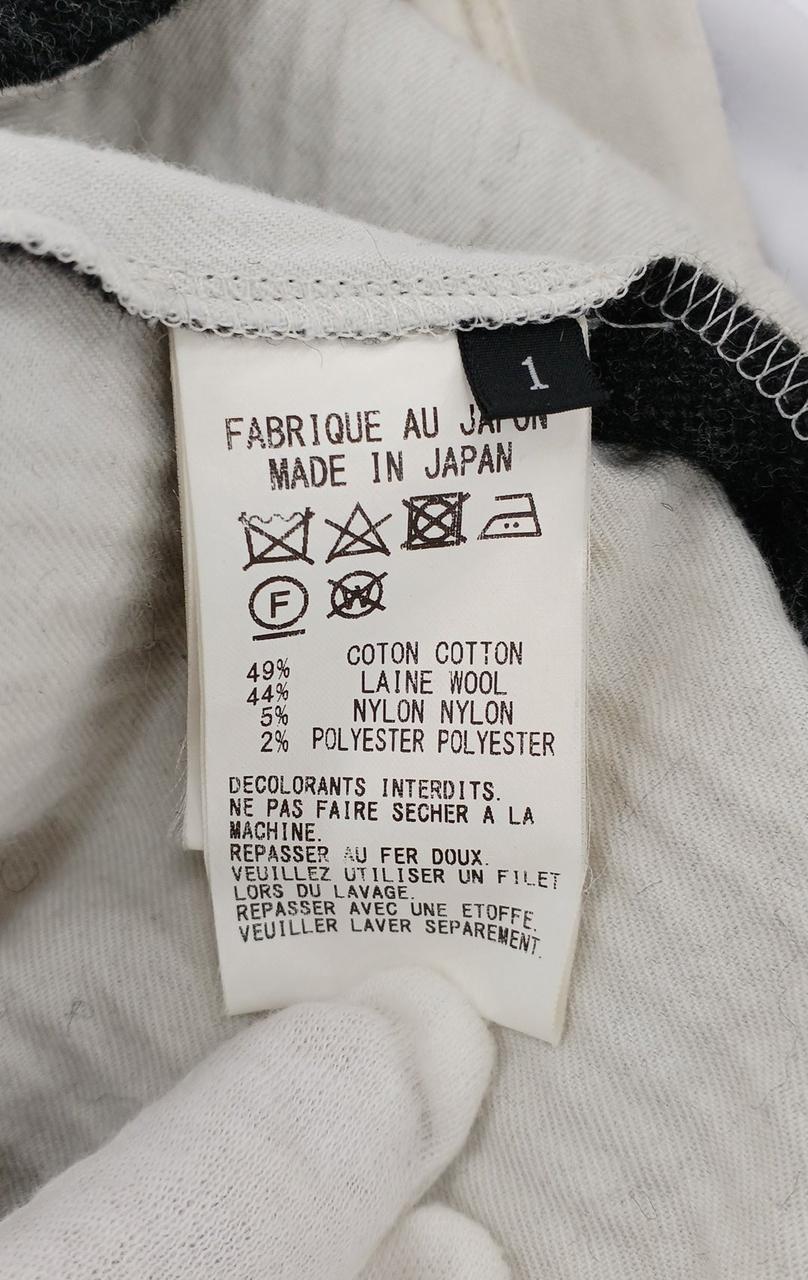 1
FABRIQUE AU JAPON
MADE IN JAPAN
F
W
49% COTON COTTON
44% LAINE WOOL
5% NYLON NYLON
2% POLYESTER POLYESTER
DECOLORANTS INTERDITS.
NE PAS FAIRE SECHER A LA
MACHINE.
REPASSER AU FER DOUX.
VEUILLEZ UTILISER UN FILET
LORS DU LAVAGE.
REPASSER AVEC UNE ETOFFE.
VEUILLER LAVER SEPAREMENT.